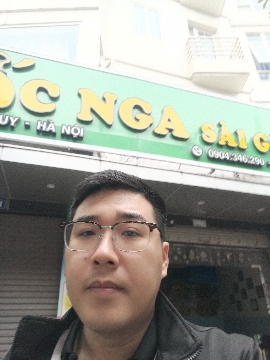 ỐC NGA SÀI G
UY - HÀ NỘI
0904.346.290